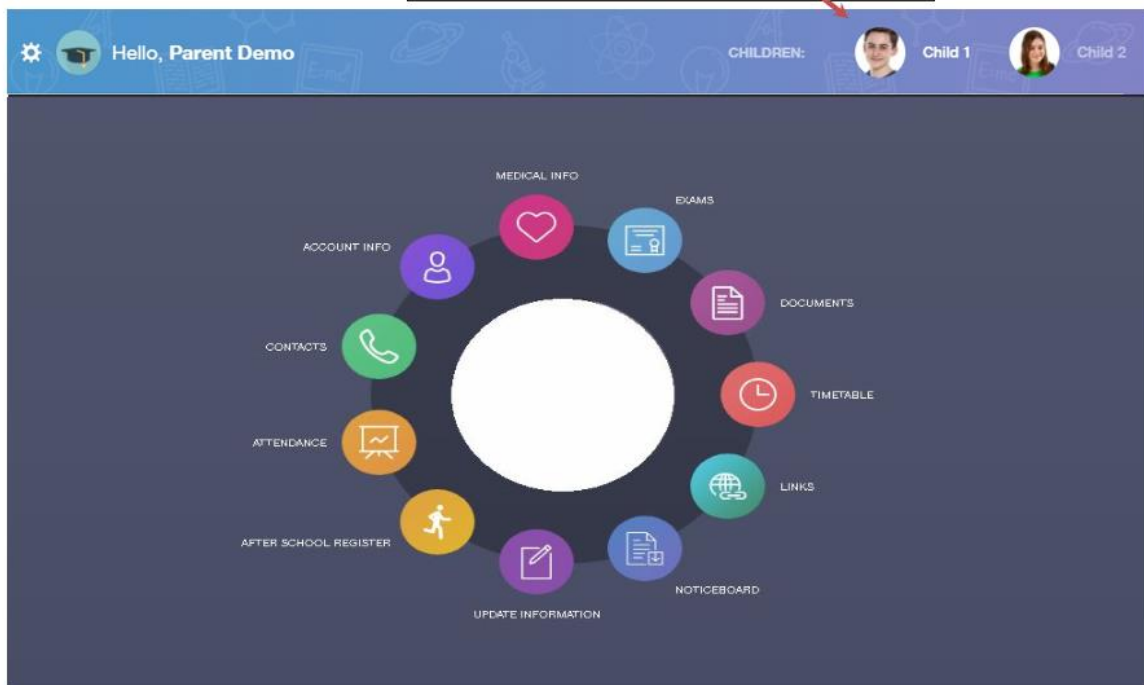 Hello, Parent Demo
CHILDREN:
Child 1
Child 2
MEDICAL INFO
EXAMS
ACCOUNT INFO
DOCUMENTS
CONTACTS
TIMETABLE
ATTENDANCE
LINKS
AFTER SCHOOL REGISTER
NOTICEBOARD
UPDATE INFORMATION